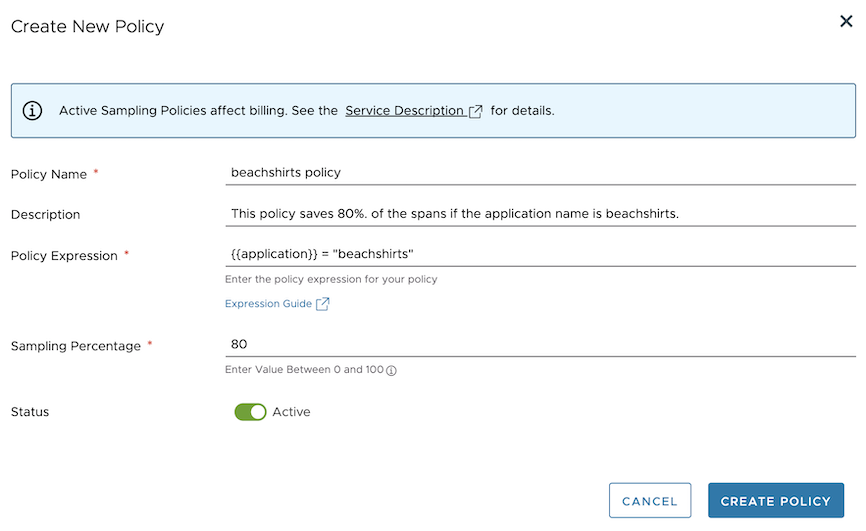 Create New Policy
Active Sampling Policies affect billing. See the Service Description for details.
Policy Name * beachshirts policy
Description This policy saves 80%. of the spans if the application name is beachshirts.
Policy Expression * {{application}} = "beachshirts"
Enter the policy expression for your policy
Expression Guide
Sampling Percentage * 80
Enter Value Between 0 and 100
Status Active
CANCEL CREATE POLICY